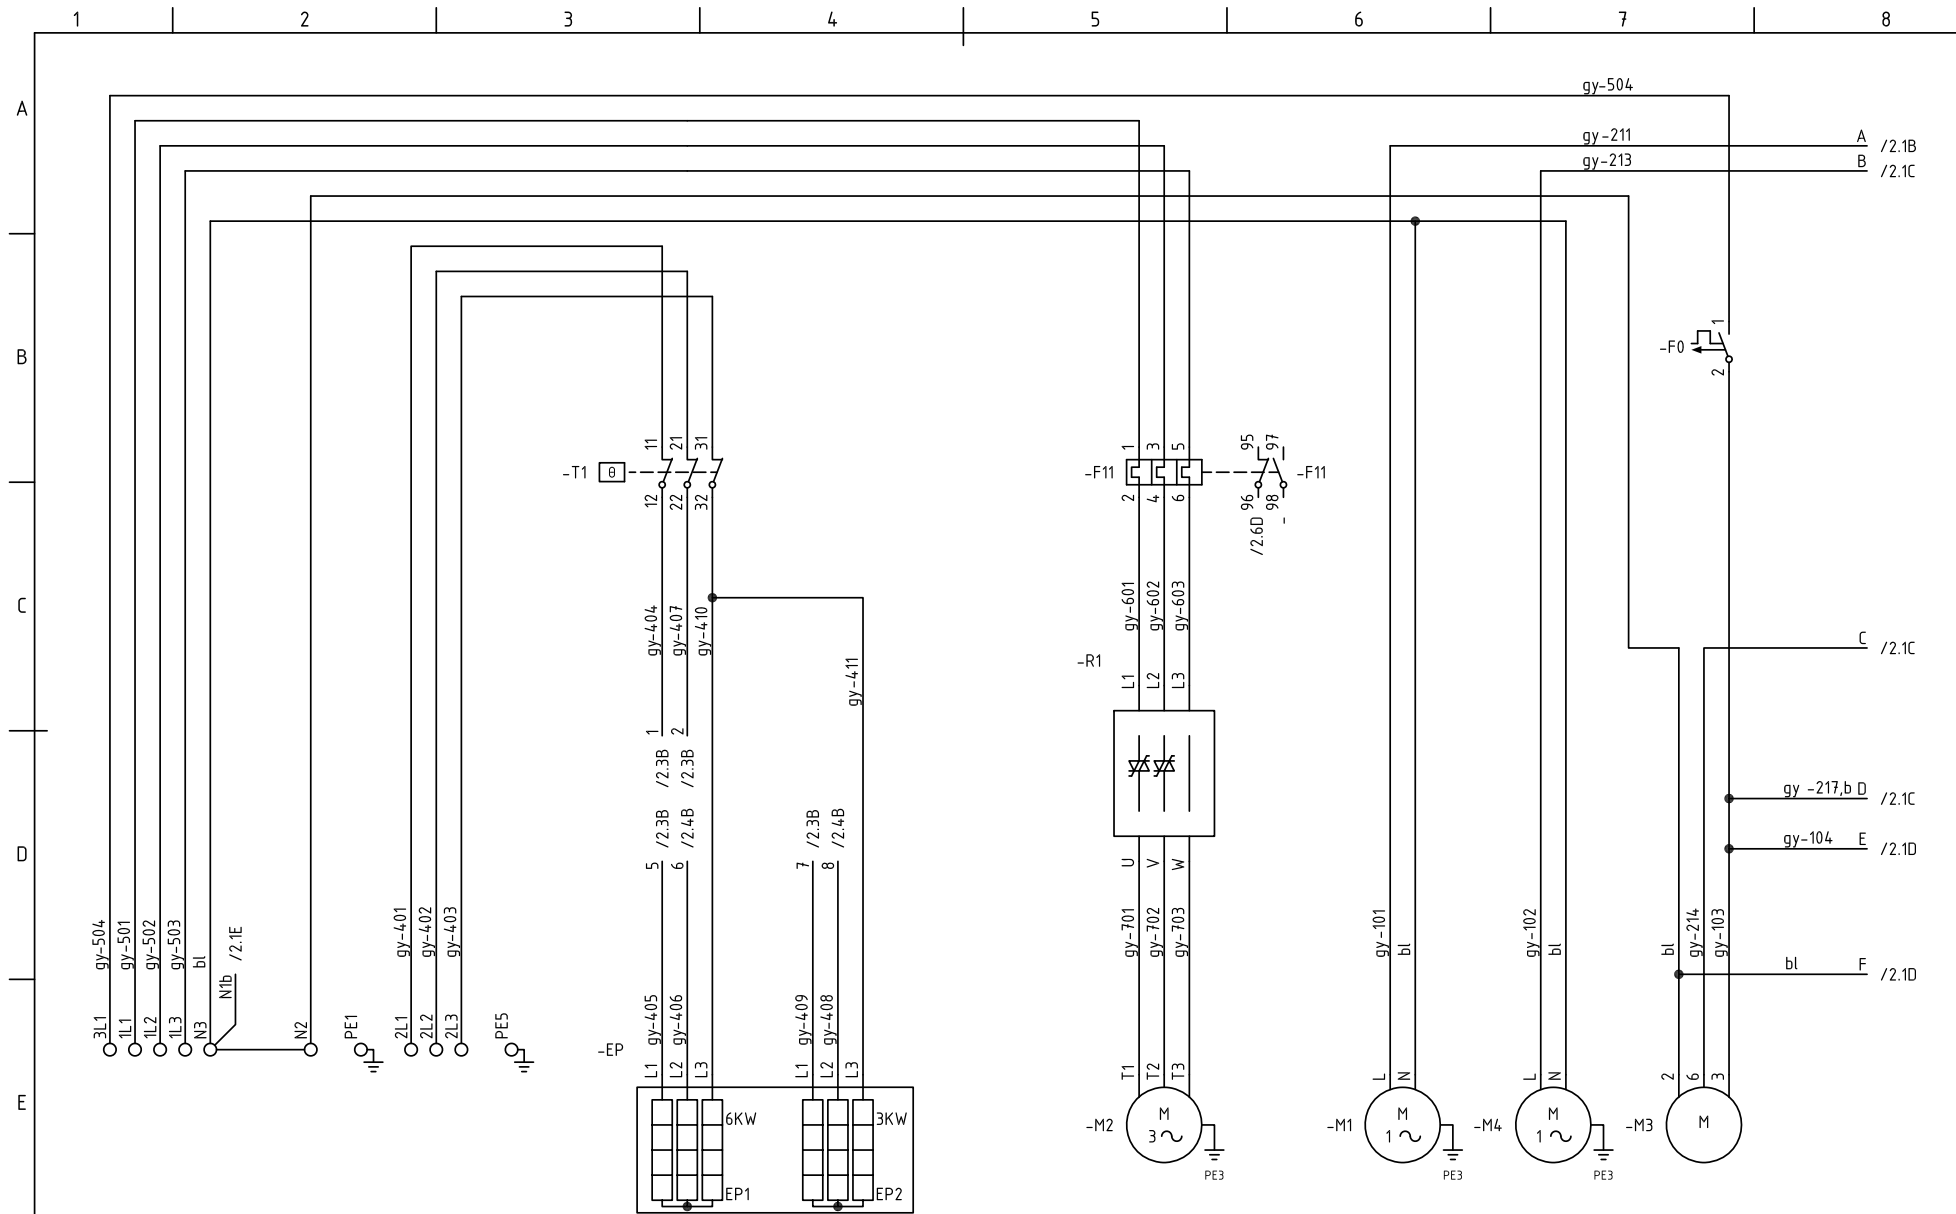 1 2 3 4 5 6 7 8
A
gy-504
gy-211 A /2.1B
gy-213 B /2.1C
B
-F0 1
2
11 21 31
-T1 θ
12 22 32
1 3 5
-F11
2 4 6
95 97
-F11
96 98
/2.6D -
C
gy-404 gy-407 gy-410
gy-411
gy-601 gy-602 gy-603
-R1
L1 L2 L3
C /2.1C
1 2
/2.3B /2.3B
/2.3B /2.4B
5 6
/2.3B /2.4B
7 8
D
U V W
gy-217,b D /2.1C
gy-104 E /2.1D
gy-504 gy-501 gy-502 gy-503 bl /2.1E
gy-401 gy-402 gy-403
gy-701 gy-702 gy-703
gy-101 bl
gy-102 bl
bl gy-214 gy-103
bl F /2.1D
3L1 1L1 1L2 1L3 N3 N1b N2 PE1 2L1 2L2 2L3 PE5
gy-405 gy-406
gy-409 gy-408
-EP
L1 L2 L3
L1 L2 L3
T1 T2 T3
L N
L N
2 6 3
E
6KW
EP1
3KW
EP2
-M2 M
3
PE3
-M1 M
1
PE3
-M4 M
1
PE3
-M3 M